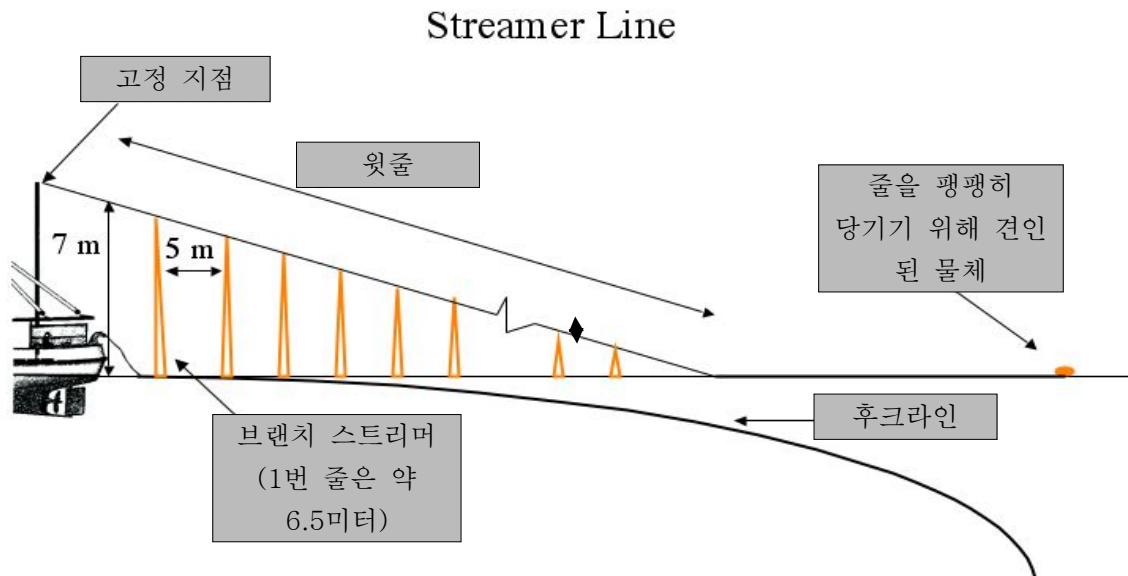 Streamer Line
고정 지점
윗줄
줄을 팽팽히
당기기 위해 견인
된 물체
7 m
5 m
후크라인
브랜치 스트리머
(1번 줄은 약
6.5미터)